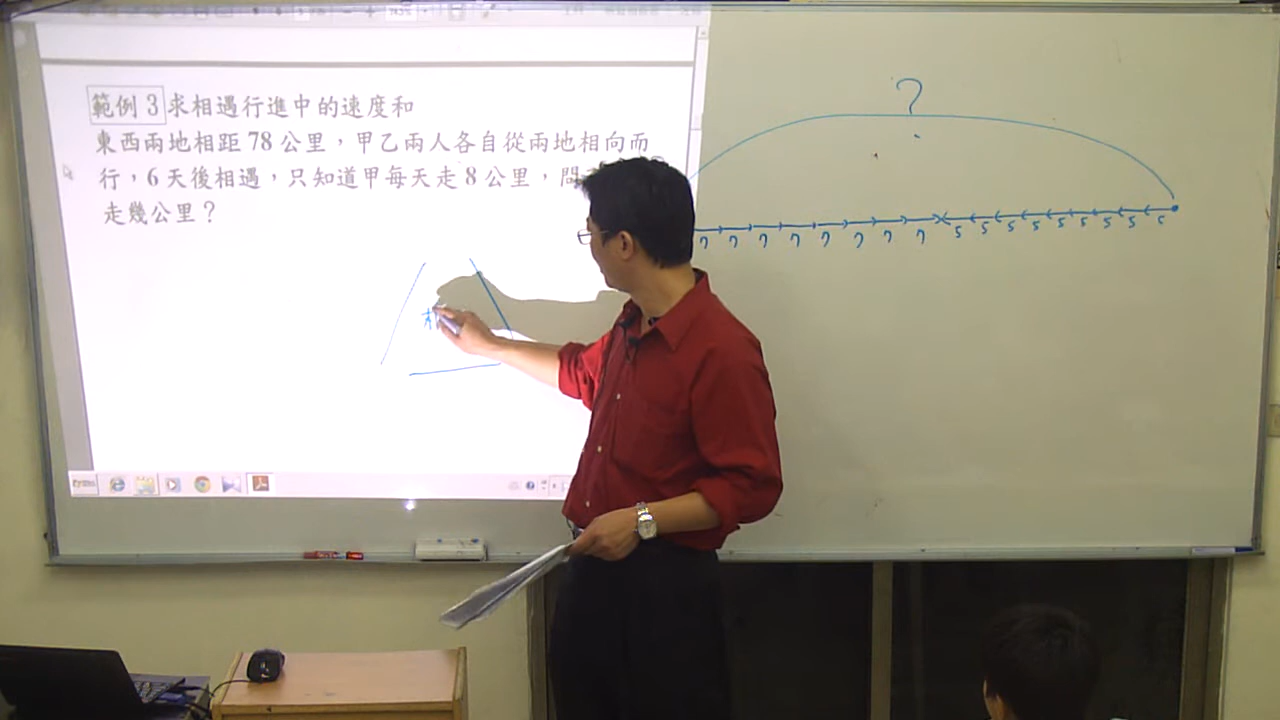 範例 3 求相遇行進中的速度和
東西兩地相距 78 公里，甲乙兩人各自從兩地相向而
行，6 天後相遇，只知道甲每天走 8 公里，問
走幾公里？
?
7 7 7 7 7 7 7 7 5 5 5 5 5 5 5 5 5